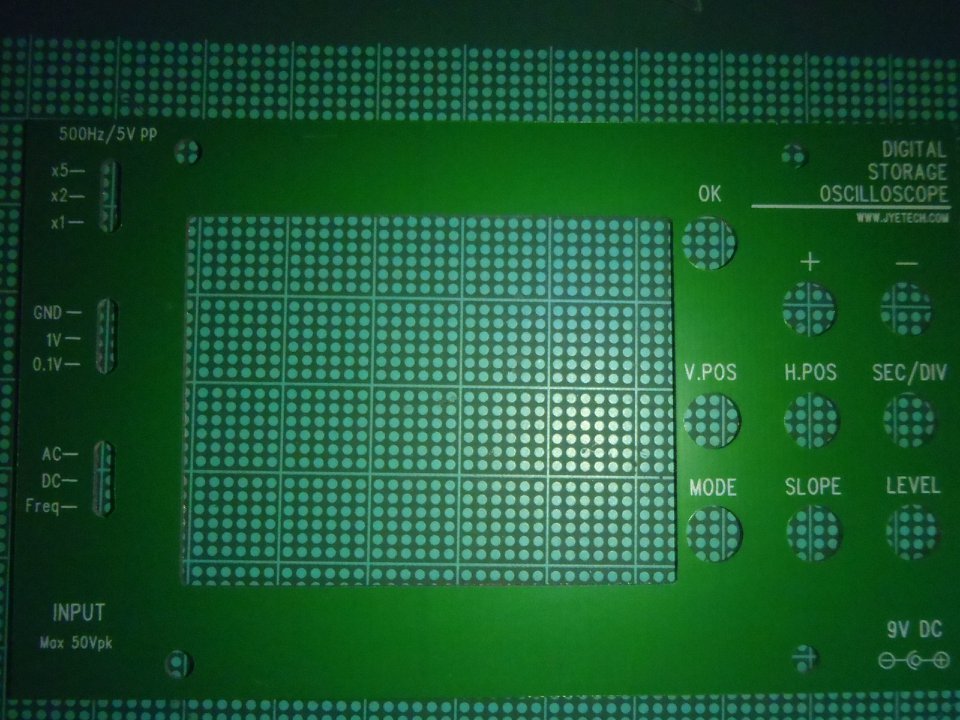 500Hz/5V PP
x5
x2
x1
GND
1V
0.1V
AC
DC
Freq
INPUT
Max 50Vpk
DIGITAL
STORAGE
OSCILLOSCOPE
WWW.JYETECH.COM
OK
+ −
V.POS H.POS SEC/DIV
MODE SLOPE LEVEL
9V DC